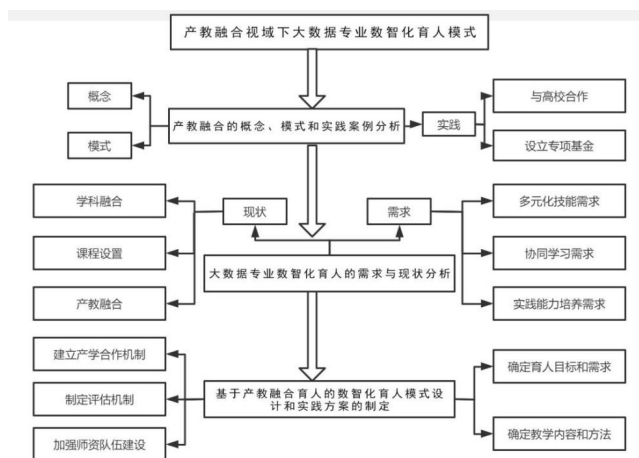 产教融合视域下大数据专业数智化育人模式
概念
模式
产教融合的概念、模式和实践案例分析
实践
与高校合作
设立专项基金
学科融合
课程设置
产教融合
现状
需求
多元化技能需求
协同学习需求
实践能力培养需求
大数据专业数智化育人的需求与现状分析
建立产学合作机制
制定评估机制
加强师资队伍建设
基于产教融合育人的数智化育人模式设
计和实践方案的制定
确定育人目标和需求
确定教学内容和方法